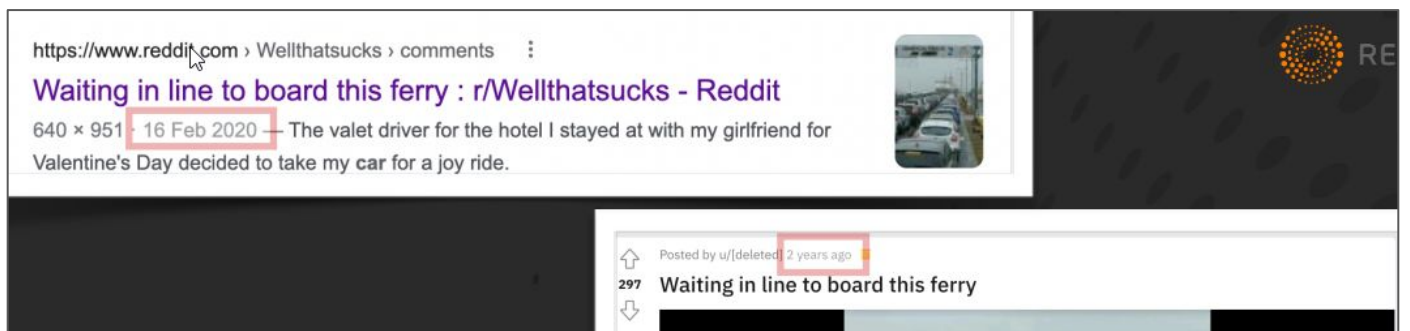 https://www.reddit.com › Wellthatsucks › comments
RE
Waiting in line to board this ferry : r/Wellthatsucks - Reddit
640 × 951 · 16 Feb 2020 — The valet driver for the hotel I stayed at with my girlfriend for
Valentine's Day decided to take my car for a joy ride.
Posted by u/[deleted] 2 years ago
297 Waiting in line to board this ferry